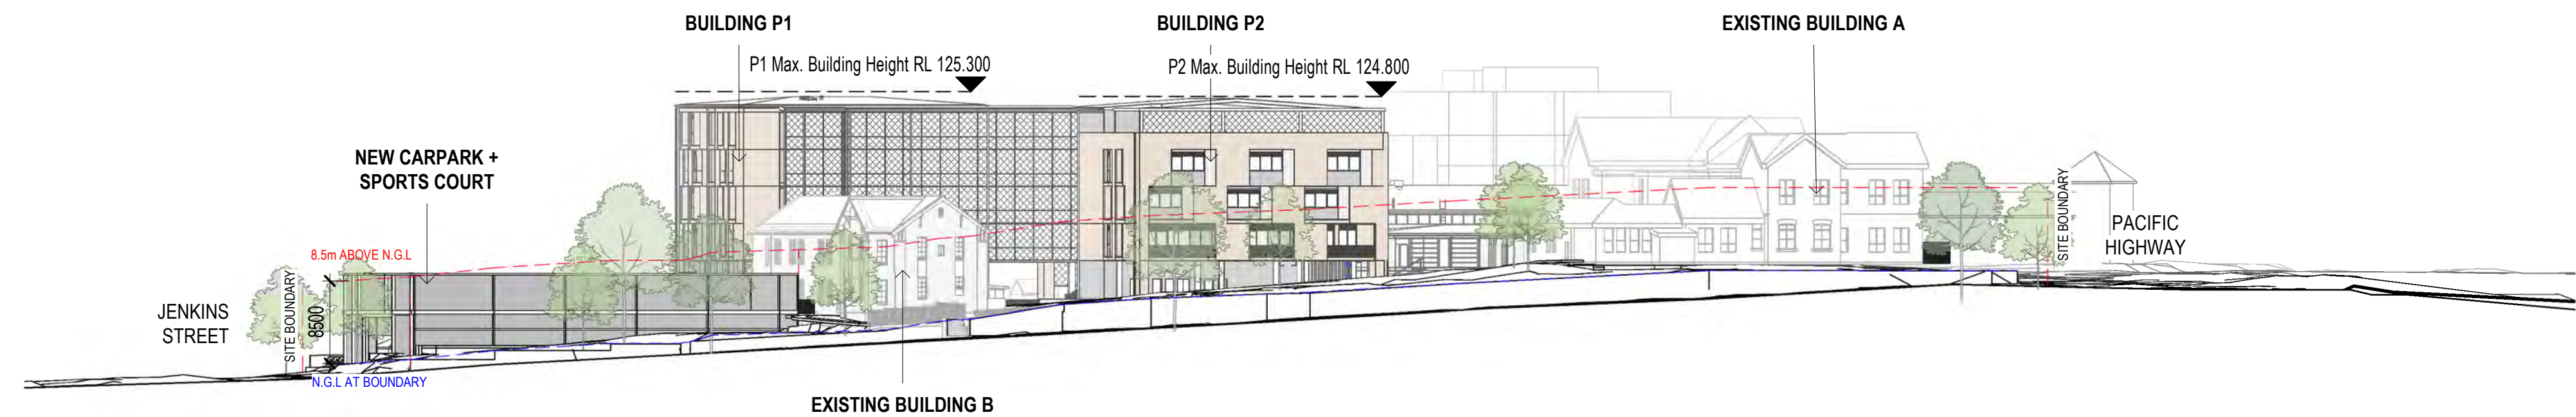 BUILDING P1
BUILDING P2
EXISTING BUILDING A
P1 Max. Building Height RL 125.300
P2 Max. Building Height RL 124.800
NEW CARPARK +
SPORTS COURT
8.5m ABOVE N.G.L
JENKINS
STREET
SITE BOUNDARY
8500
N.G.L AT BOUNDARY
EXISTING BUILDING B
SITE BOUNDARY
PACIFIC
HIGHWAY